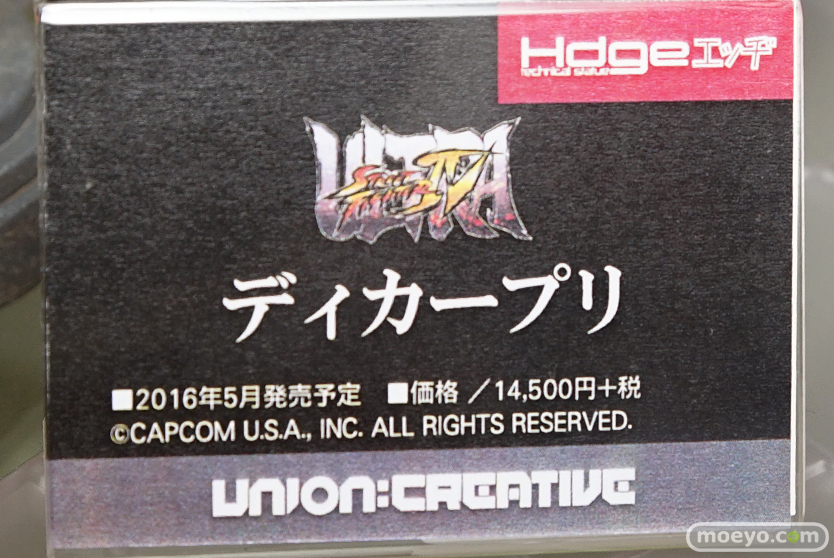 Hdgeエッヂ
technical statue
ULTRA
STREET FIGHTER IV
ディカープリ
■2016年5月発売予定 ■価格／14,500円+税
©CAPCOM U.S.A., INC. ALL RIGHTS RESERVED.
UNION:CREATIVE
moeyo.com